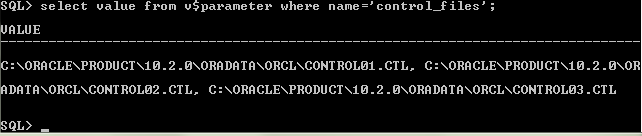 SQL> select value from v$parameter where name='control_files';
VALUE
--------------------------------------------------------------------------------
C:\ORACLE\PRODUCT\10.2.0\ORADATA\ORCL\CONTROL01.CTL, C:\ORACLE\PRODUCT\10.2.0\OR
ADATA\ORCL\CONTROL02.CTL, C:\ORACLE\PRODUCT\10.2.0\ORADATA\ORCL\CONTROL03.CTL
SQL> _